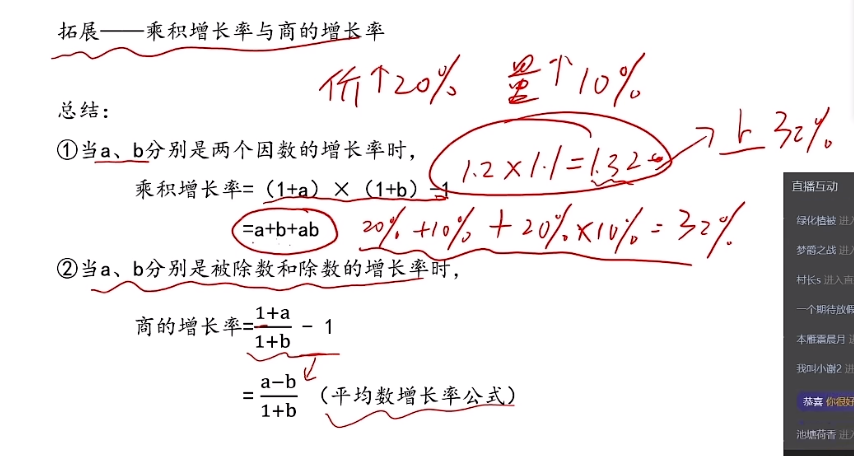 拓展——乘积增长率与商的增长率
价↑20% 量↑10%
总结：
①当a、b分别是两个因数的增长率时，
1.2×1.1=1.32 → 上 32%
乘积增长率=（1+a）×（1+b）-1
=a+b+ab 20%+10%+20%×10%=32%
②当a、b分别是被除数和除数的增长率时，
商的增长率=(1+a)/(1+b) - 1
=(a-b)/(1+b)（平均数增长率公式）
直播互动
绿化植被 进入
梦爵之战 进入
村长s 进入直
一个期待放假
本雁霊晨月 进
我叫小谢2 进
恭喜 你很好
池塘荷香 进入